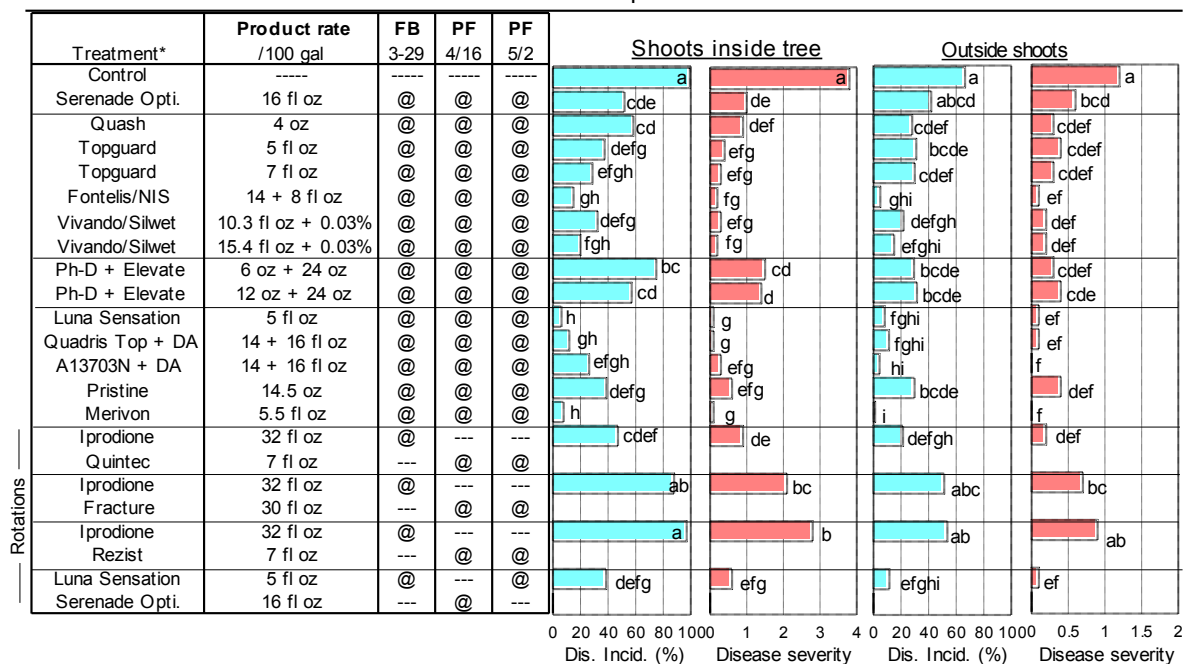 Product rate FB PF PF
Treatment* /100 gal 3-29 4/16 5/2 Shoots inside tree Outside shoots
Control ----- ----- ----- ----- a a a a
Serenade Opti. 16 fl oz @ @ @ cde de abcd bcd
Quash 4 oz @ @ @ cd def cdef cdef
Topguard 5 fl oz @ @ @ defg efg bcde cdef
Topguard 7 fl oz @ @ @ efgh efg cdef cdef
Fontelis/NIS 14 + 8 fl oz @ @ @ gh fg ghi ef
Vivando/Silwet 10.3 fl oz + 0.03% @ @ @ defg efg defgh def
Vivando/Silwet 15.4 fl oz + 0.03% @ @ @ fgh fg efghi def
Ph-D + Elevate 6 oz + 24 oz @ @ @ bc cd bcde cdef
Ph-D + Elevate 12 oz + 24 oz @ @ @ cd d bcde cde
Luna Sensation 5 fl oz @ @ @ h g fghi ef
Quadris Top + DA 14 + 16 fl oz @ @ @ gh g fghi ef
A13703N + DA 14 + 16 fl oz @ @ @ efgh efg hi f
Pristine 14.5 oz @ @ @ defg efg bcde def
Merivon 5.5 fl oz @ @ @ h g i f
Iprodione 32 fl oz @ --- --- cdef de defgh def
Quintec 7 fl oz --- @ @
Iprodione 32 fl oz @ --- --- ab bc abc bc
Fracture 30 fl oz --- @ @
Iprodione 32 fl oz @ --- --- a b ab ab
Rezist 7 fl oz --- @ @
Luna Sensation 5 fl oz @ --- @ defg efg efghi ef
Serenade Opti. 16 fl oz --- @ ---
Rotations
0 20 40 60 80 100 0 1 2 3 4 0 20 40 60 80 100 0 0.5 1 1.5 2
Dis. Incid. (%) Disease severity Dis. Incid. (%) Disease severity